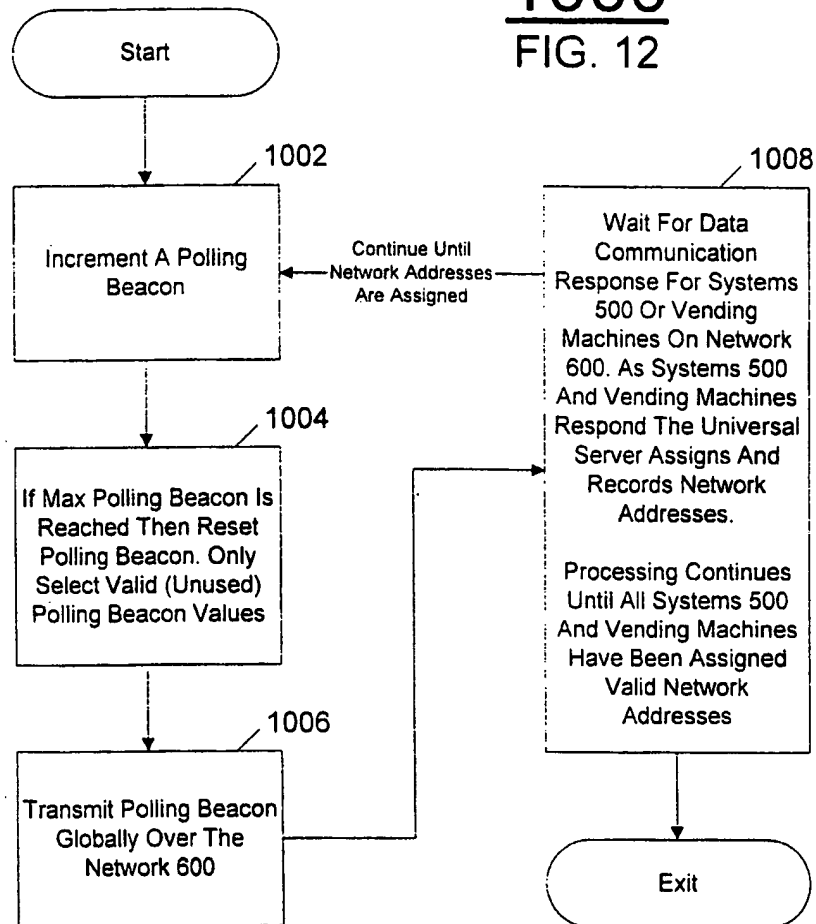 FIG. 12
Start
1002
Increment A Polling
Beacon
Continue Until
Network Addresses
Are Assigned
1004
If Max Polling Beacon Is
Reached Then Reset
Polling Beacon. Only
Select Valid (Unused)
Polling Beacon Values
1006
Transmit Polling Beacon
Globally Over The
Network 600
1008
Wait For Data
Communication
Response For Systems
500 Or Vending
Machines On Network
600. As Systems 500
And Vending Machines
Respond The Universal
Server Assigns And
Records Network
Addresses.
Processing Continues
Until All Systems 500
And Vending Machines
Have Been Assigned
Valid Network
Addresses
Exit